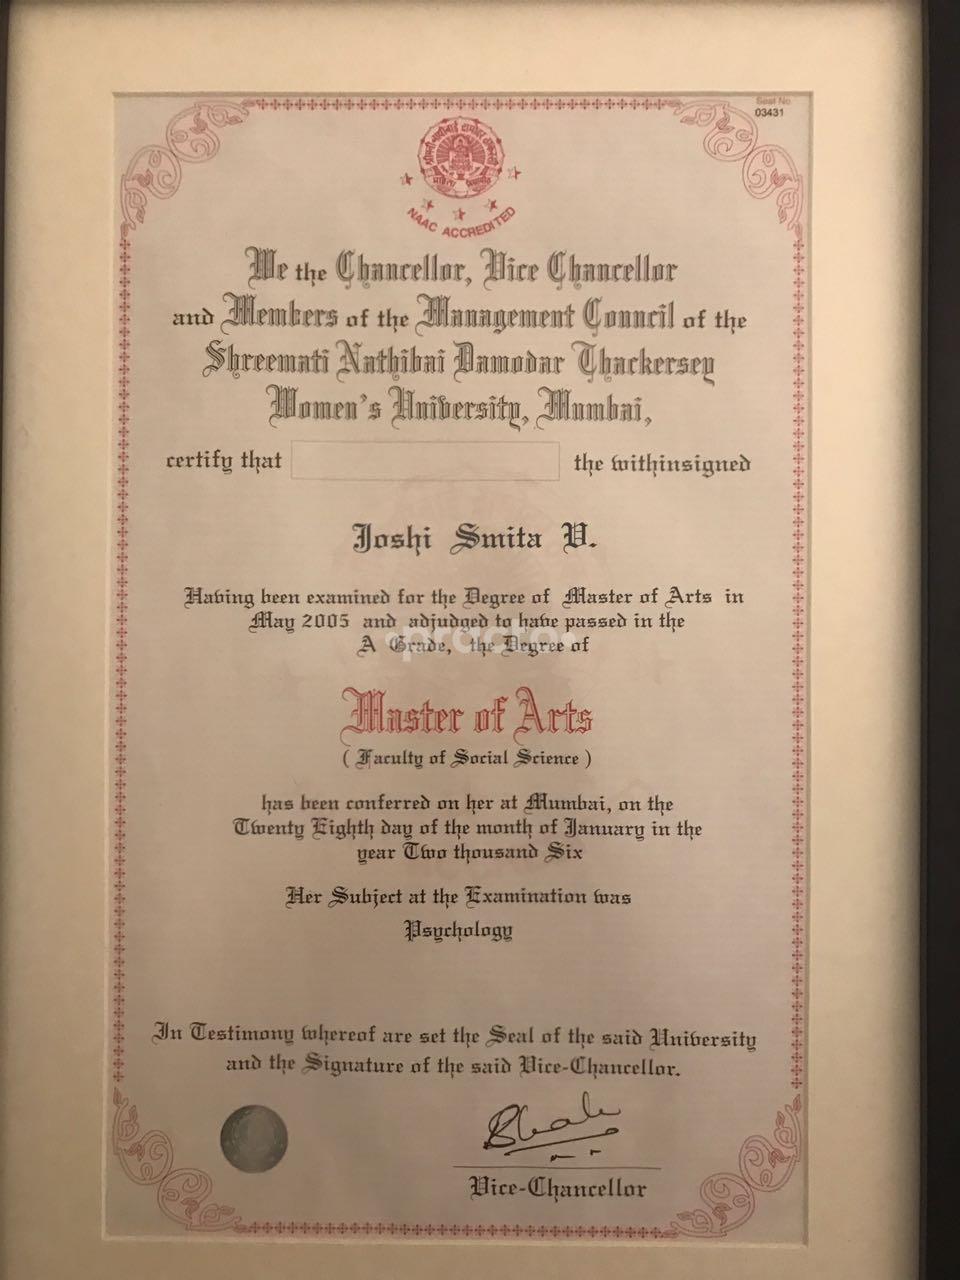 Seat No
03431
NAAC ACCREDITED
We the Chancellor, Vice Chancellor
and Members of the Management Council of the
Shreemati Nathibai Damodar Thackersey
Women's University, Mumbai,
certify that the withinsigned
Joshi Smita V.
Having been examined for the Degree of Master of Arts in
May 2005 and adjudged to have passed in the
A Grade, the Degree of
practo
Master of Arts
( Faculty of Social Science )
has been conferred on her at Mumbai, on the
Twenty Eighth day of the month of January in the
year Two thousand Six
Her Subject at the Examination was
Psychology
In Testimony whereof are set the Seal of the said University
and the Signature of the said Vice-Chancellor.
Vice-Chancellor